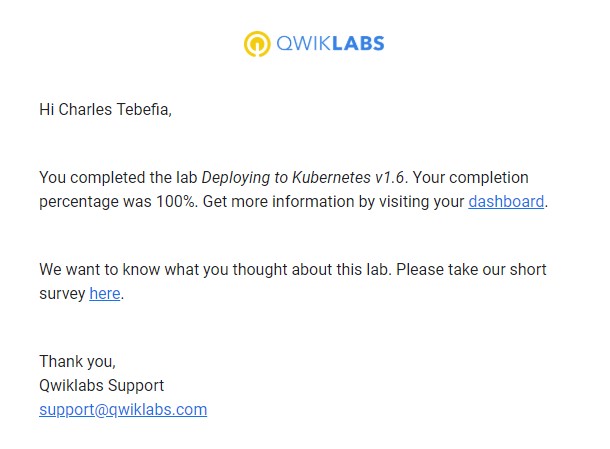 QWIKLABS
Hi Charles Tebefia,
You completed the lab Deploying to Kubernetes v1.6. Your completion
percentage was 100%. Get more information by visiting your dashboard.
We want to know what you thought about this lab. Please take our short
survey here.
Thank you,
Qwiklabs Support
support@qwiklabs.com